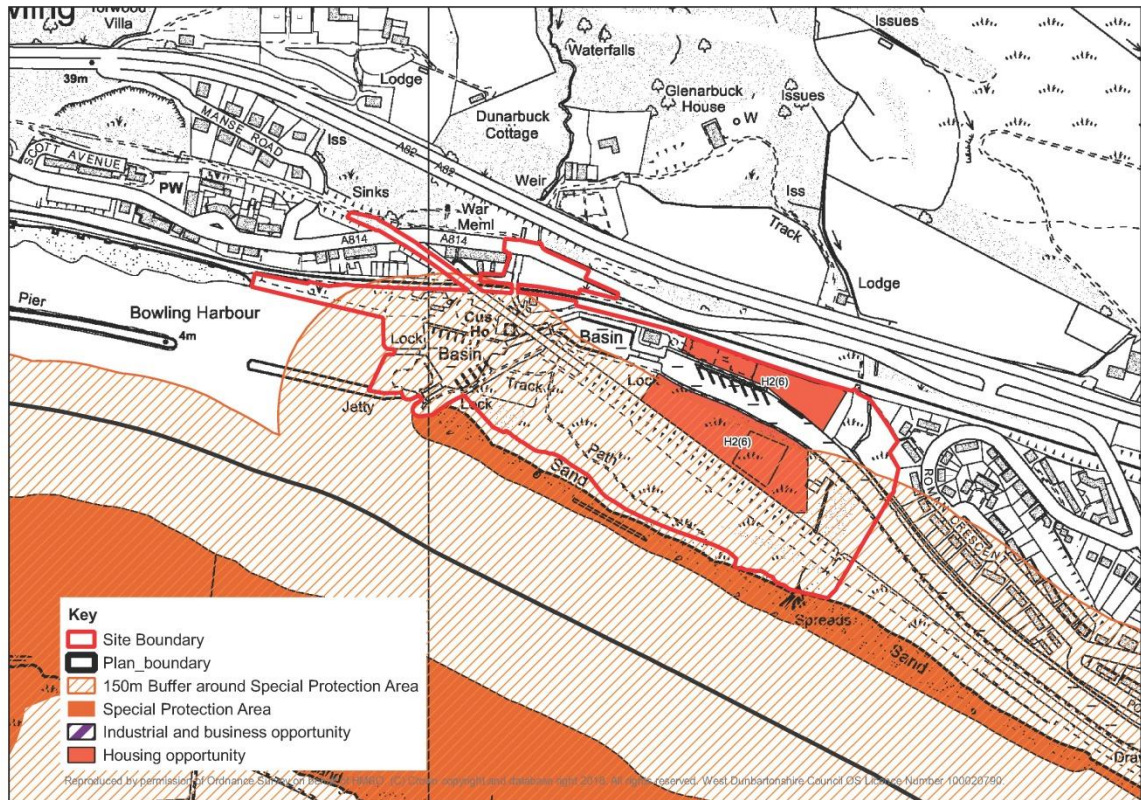 Torwood
Villa
39m
Lodge
Waterfalls
Issues
Dunarbuck
Cottage
Glenarbuck
House
W
Issues
MANSE ROAD
Iss
SCOTT AVENUE
PW
A82
A82
Sinks
War
Meml
Weir
Iss
Track
Lodge
A814
A814
Pier
Bowling Harbour
4m
Lock
Cus
Ho
Basin
Basin
Jatty
Lock
Track
Lock
H2(6)
H2(6)
Path
Sand
ROMAN CRESCEN
Spreads
Sand
Key
Site Boundary
Plan_boundary
150m Buffer around Special Protection Area
Special Protection Area
Industrial and business opportunity
Housing opportunity
Reproduced by permission of Ordnance Survey on behalf of HMSO. (C) Crown copyright and database right 2018. All rights reserved. West Dunbartonshire Council OS Licence Number 100020790.